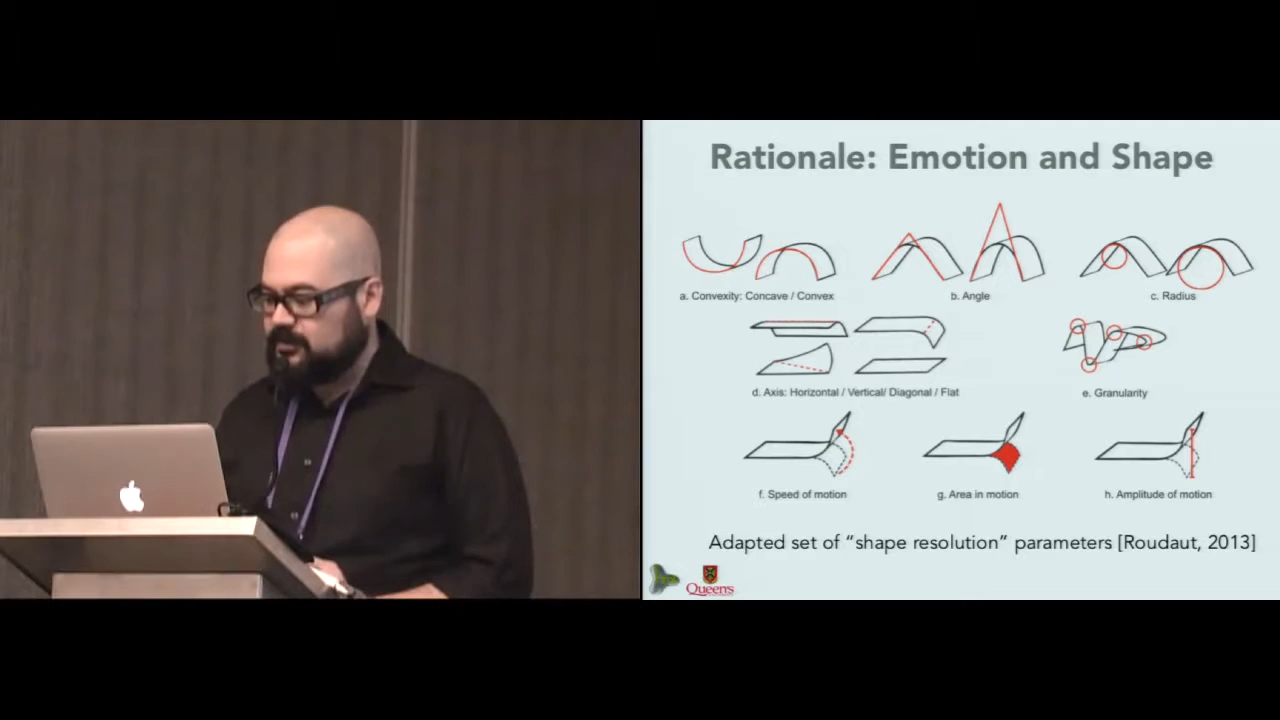 Rationale: Emotion and Shape
a. Convexity: Concave / Convex
b. Angle
c. Radius
d. Axis: Horizontal / Vertical/ Diagonal / Flat
e. Granularity
f. Speed of motion
g. Area in motion
h. Amplitude of motion
Adapted set of “shape resolution” parameters [Roudaut, 2013]
Queen's